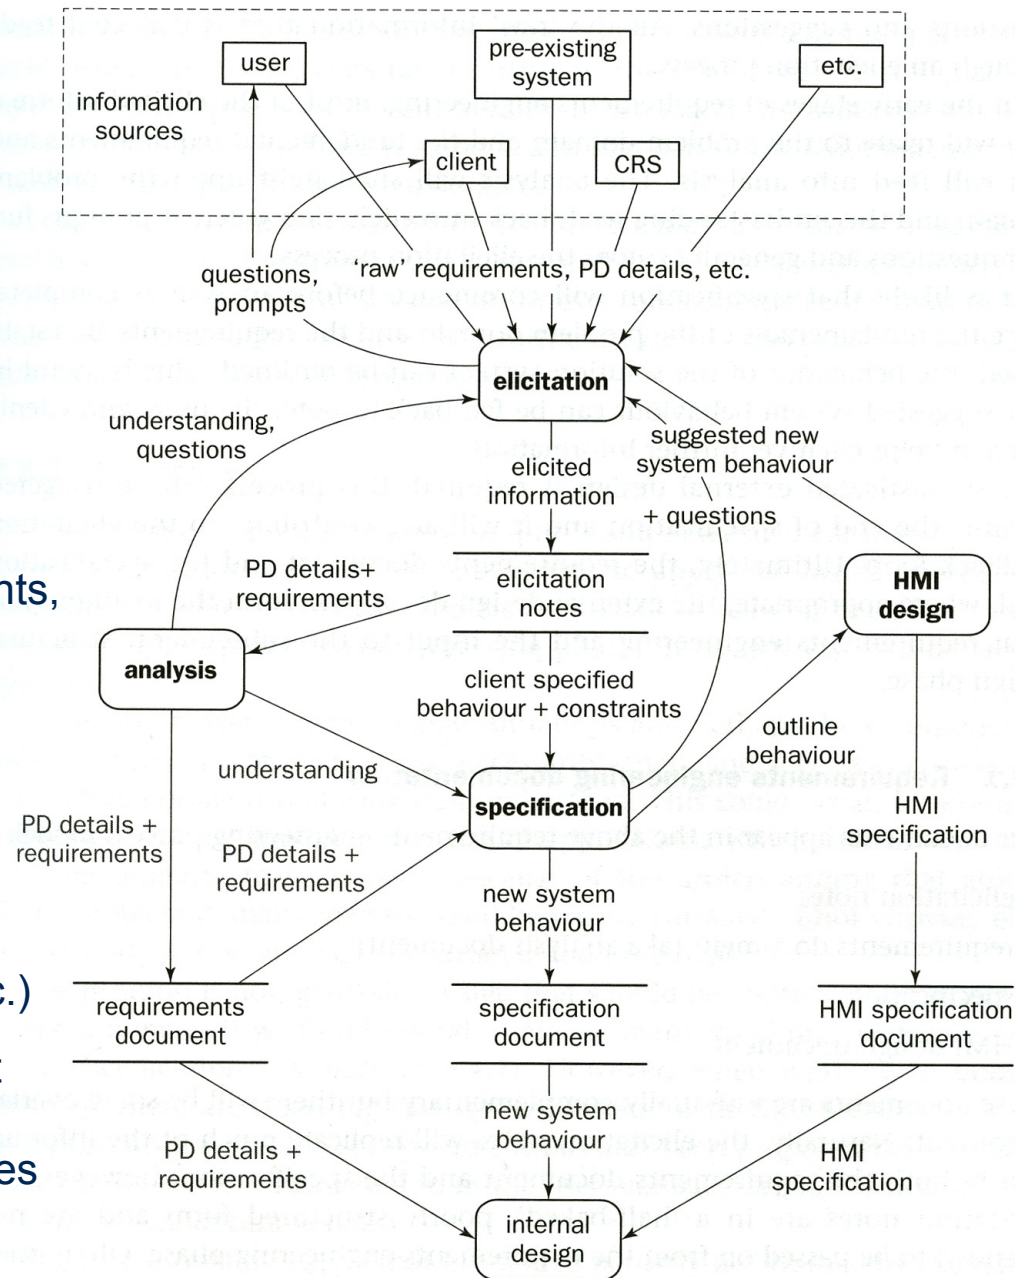 user
pre-existing
system
etc.
information
sources
client
CRS
questions,
prompts
'raw' requirements, PD details, etc.
elicitation
understanding,
questions
suggested new
system behaviour
elicited
information
+ questions
PD details+
requirements
elicitation
notes
HMI
design
nts,
analysis
client specified
behaviour + constraints
outline
behaviour
understanding
specification
HMI
specification
PD details +
requirements
PD details +
requirements
new system
behaviour
c.)
requirements
document
specification
document
HMI specification
document
new system
behaviour
PD details +
requirements
HMI
specification
es
internal
design